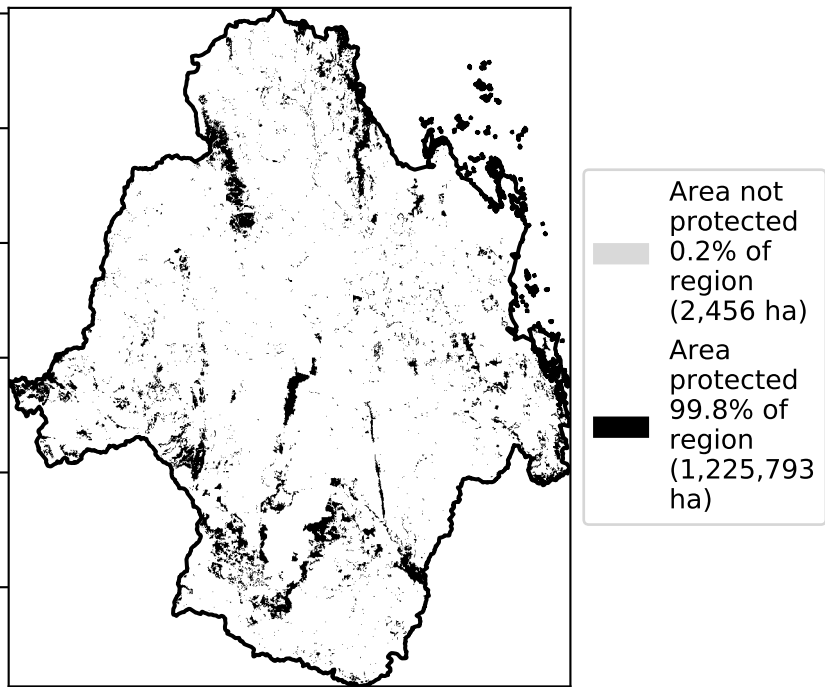 Area not
protected
0.2% of
region
(2,456 ha)
Area
protected
99.8% of
region
(1,225,793
ha)